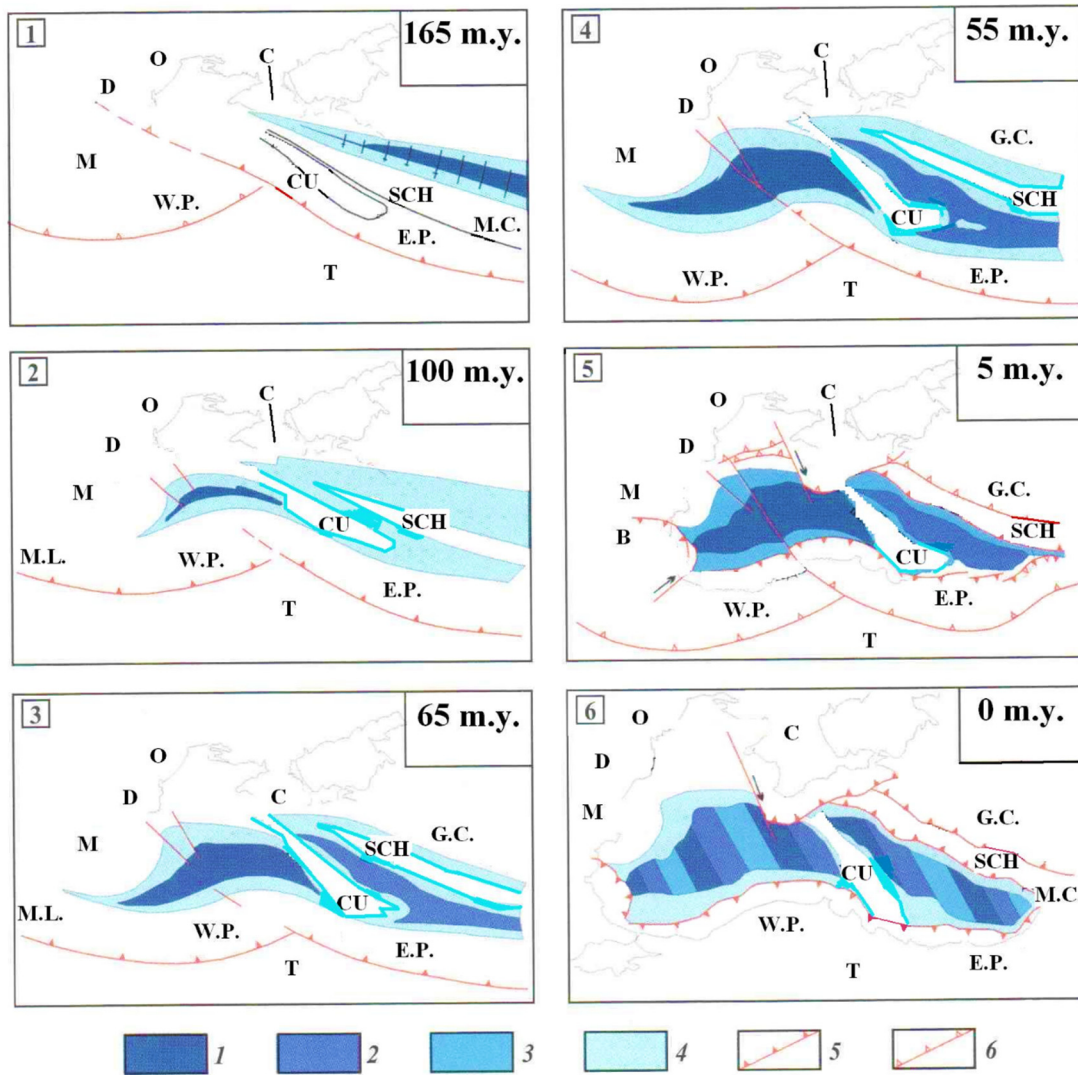 1
165 m.y.
O
C
D
M
CU
SCH
W.P.
E.P.
M.C.
T
2
100 m.y.
O
C
D
M
CU
SCH
M.L.
W.P.
E.P.
T
3
65 m.y.
O
D
C
M
G.C.
SCH
CU
M.L.
W.P.
E.P.
T
4
55 m.y.
O
C
D
M
G.C.
SCH
CU
W.P.
T
E.P.
5
5 m.y.
O
C
D
M
G.C.
B
SCH
CU
W.P.
E.P.
T
6
0 m.y.
O
C
D
M
G.C.
SCH
CU
M.C
W.P.
T
E.P.
1 2 3 4 5 6